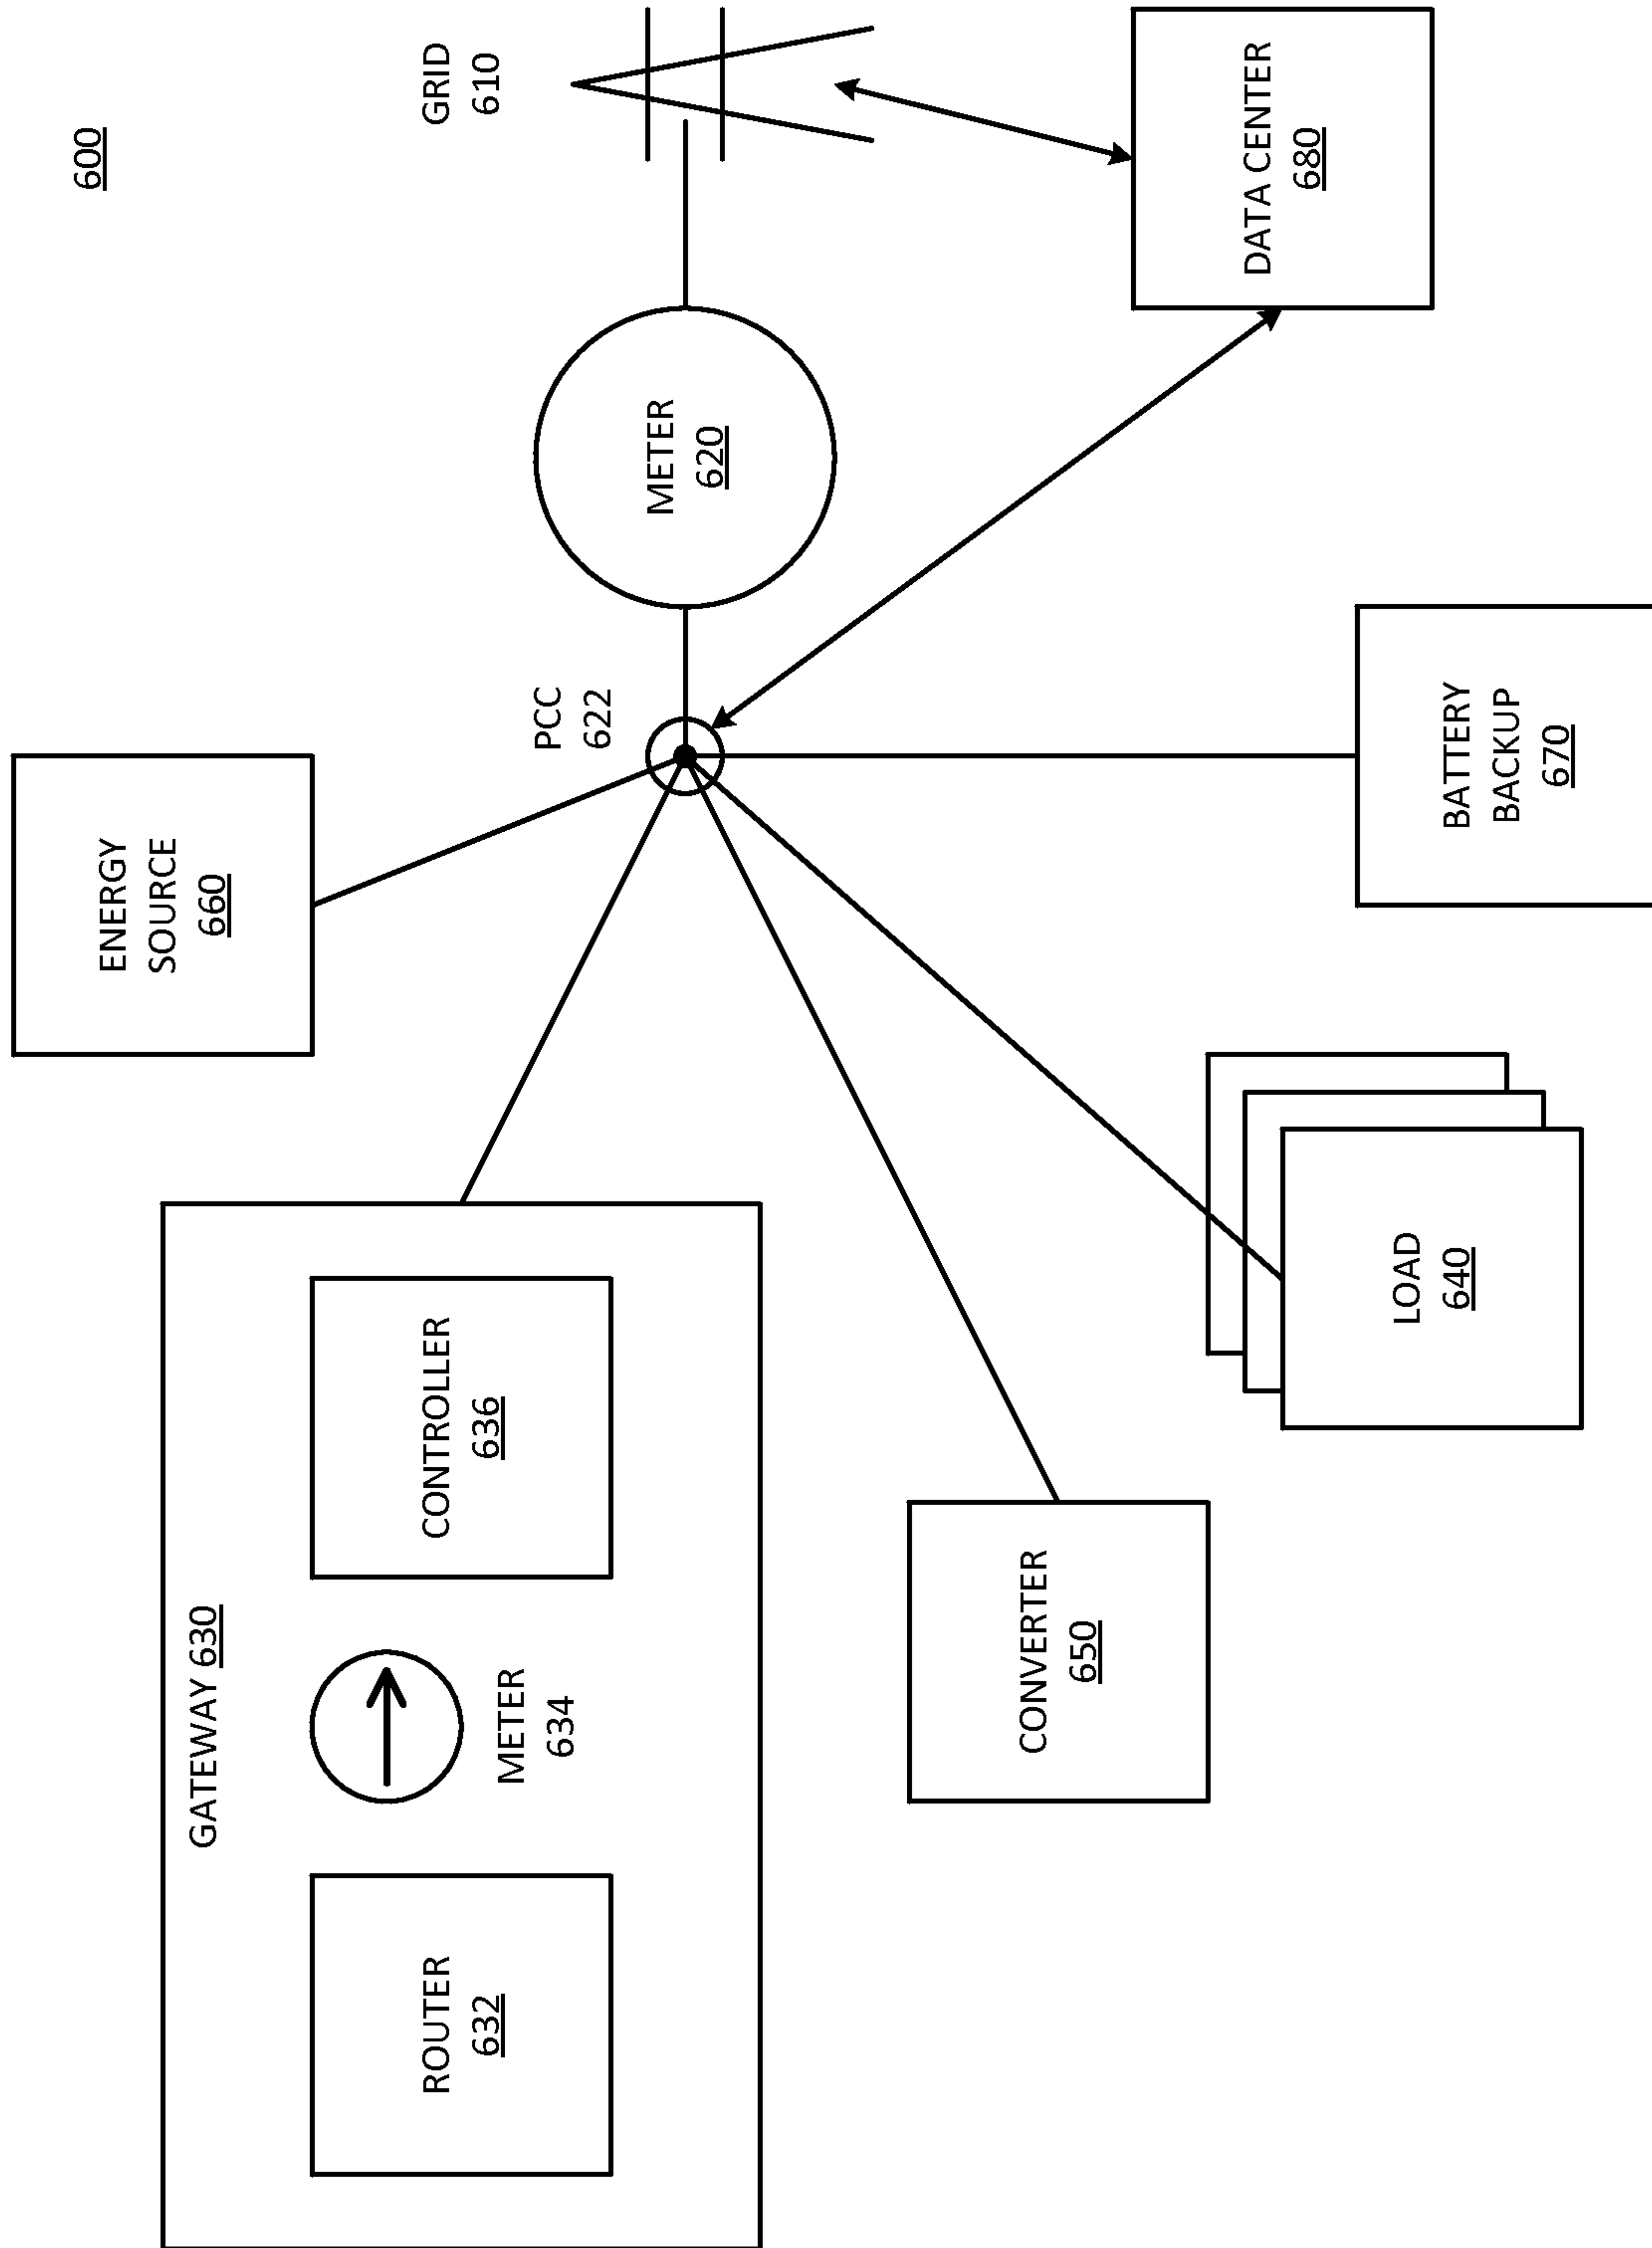 600
GATEWAY 630
ROUTER
632
METER
634
CONTROLLER
636
ENERGY
SOURCE
660
GRID
610
PCC
622
METER
620
CONVERTER
650
LOAD
640
BATTERY
BACKUP
670
DATA CENTER
680